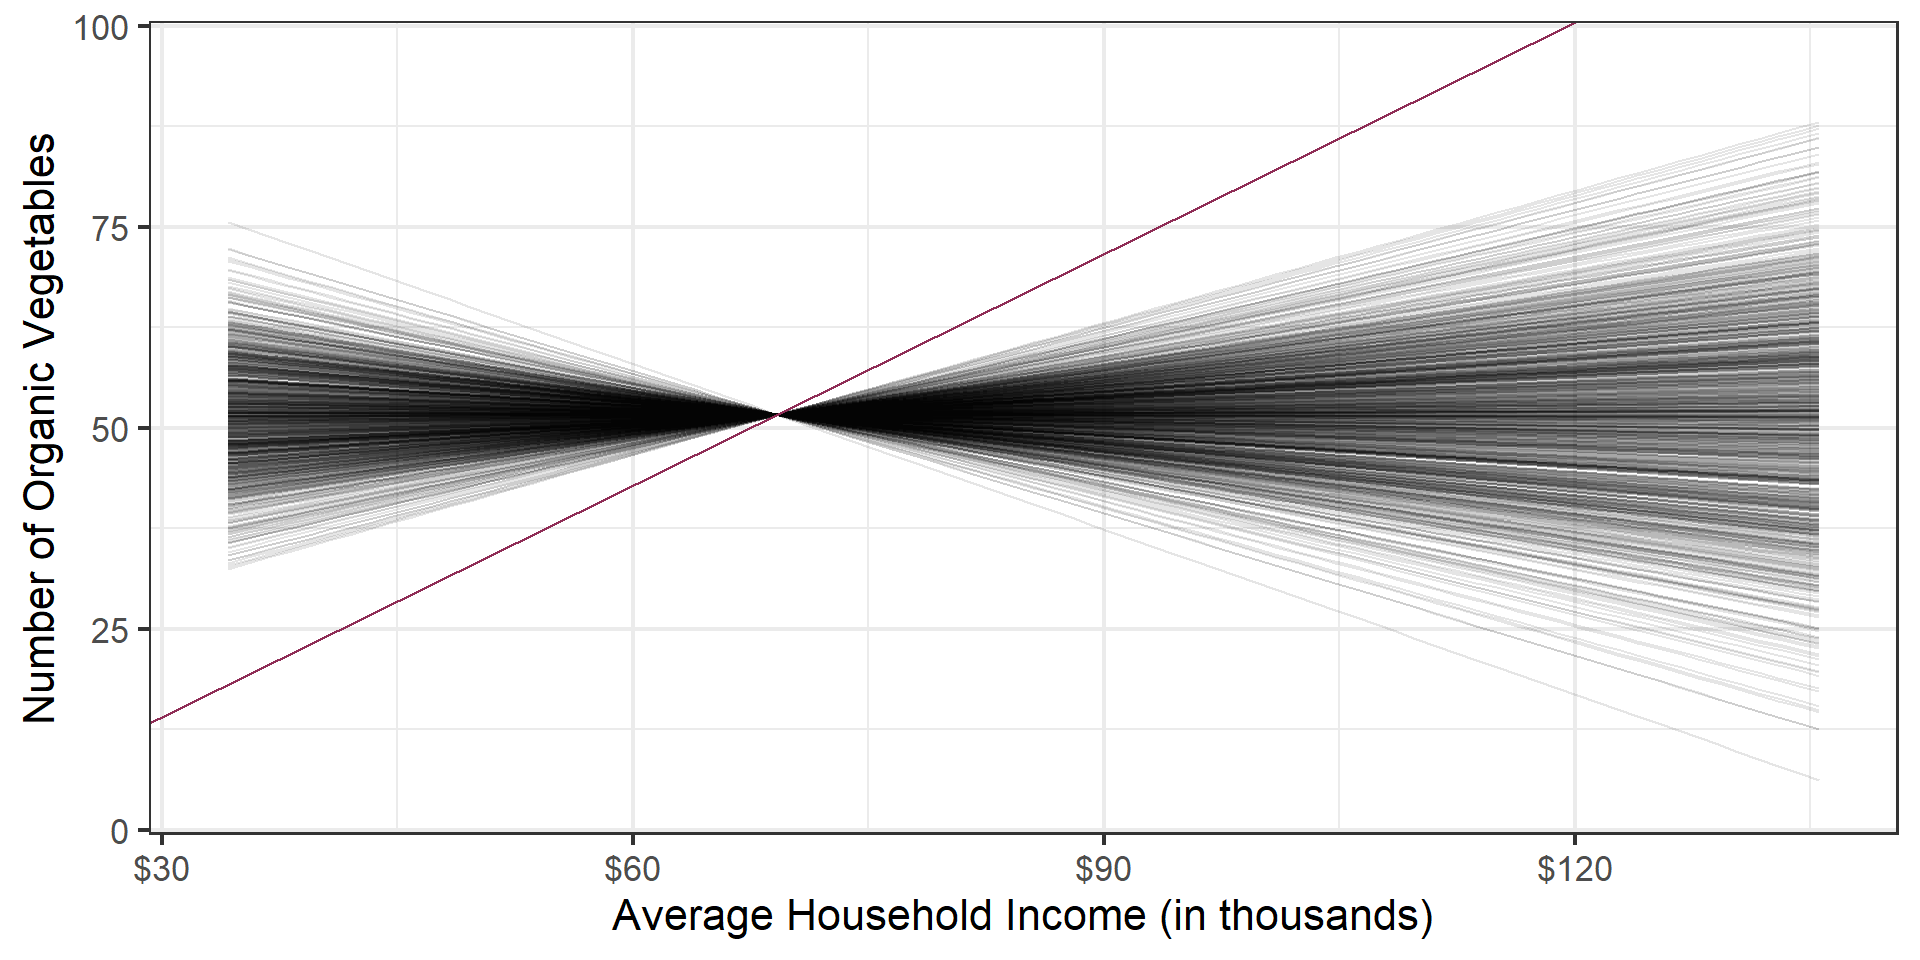 100
75
50
25
0
Number of Organic Vegetables
$30 $60 $90 $120
Average Household Income (in thousands)